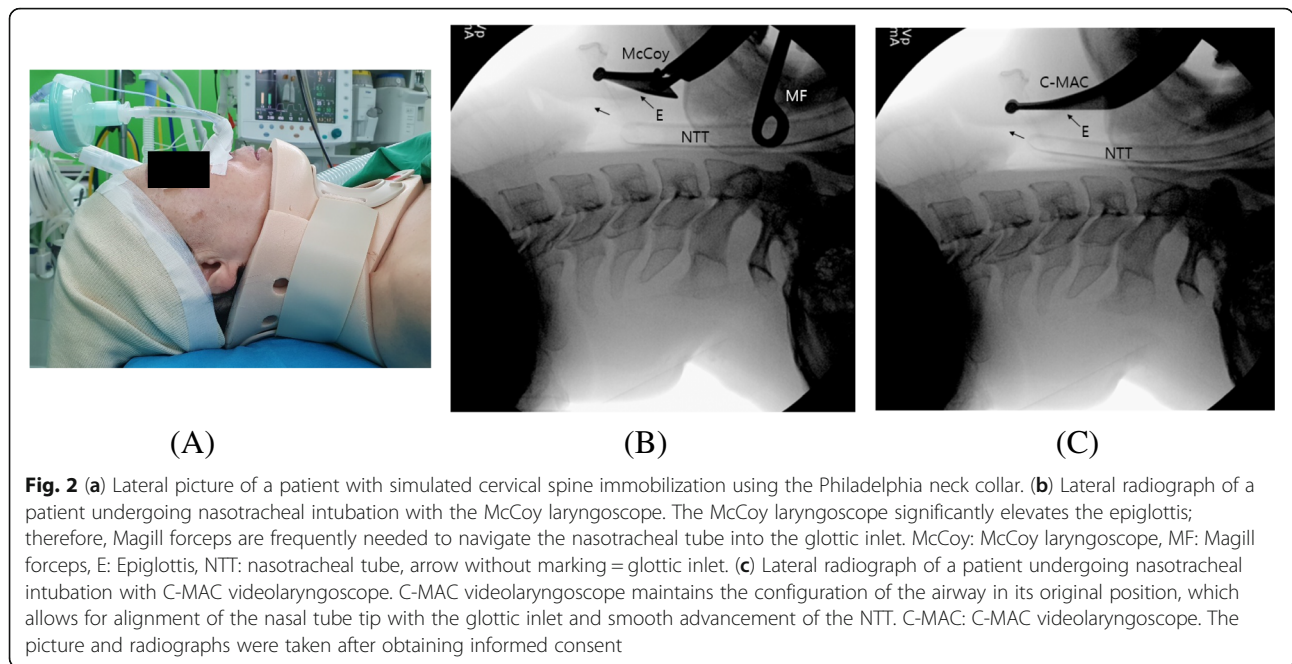 Vp
mA
McCoy
E
MF
NTT
Vp
mA
C-MAC
E
NTT
(A)
(B)
(C)
Fig. 2 (a) Lateral picture of a patient with simulated cervical spine immobilization using the Philadelphia neck collar. (b) Lateral radiograph of a
patient undergoing nasotracheal intubation with the McCoy laryngoscope. The McCoy laryngoscope significantly elevates the epiglottis;
therefore, Magill forceps are frequently needed to navigate the nasotracheal tube into the glottic inlet. McCoy: McCoy laryngoscope, MF: Magill
forceps, E: Epiglottis, NTT: nasotracheal tube, arrow without marking = glottic inlet. (c) Lateral radiograph of a patient undergoing nasotracheal
intubation with C-MAC videolaryngoscope. C-MAC videolaryngoscope maintains the configuration of the airway in its original position, which
allows for alignment of the nasal tube tip with the glottic inlet and smooth advancement of the NTT. C-MAC: C-MAC videolaryngoscope. The
picture and radiographs were taken after obtaining informed consent